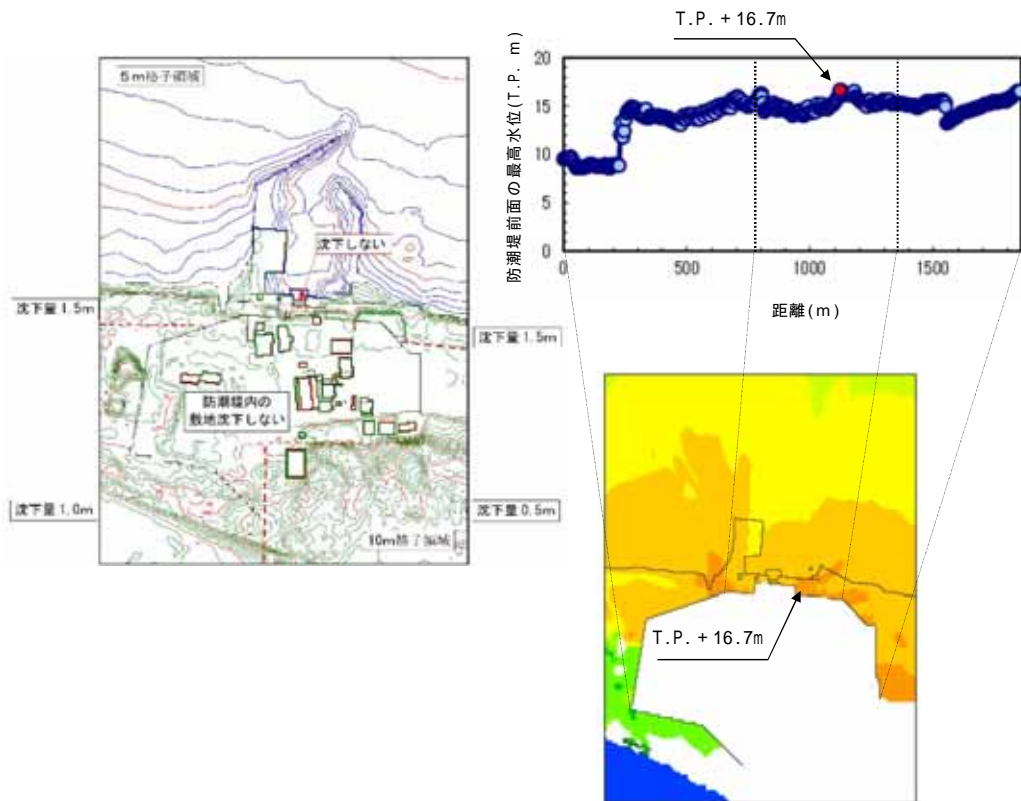 5m格子領域
沈下しない
沈下量1.5m
沈下量1.5m
防潮堤内の
敷地沈下しない
沈下量1.0m
沈下量0.5m
10m格子領域
T.P.+16.7m
防潮堤前面の最高水位(T.P. m)
20
15
10
5
0
0
500
1000
1500
距離(m)
T.P.+16.7m